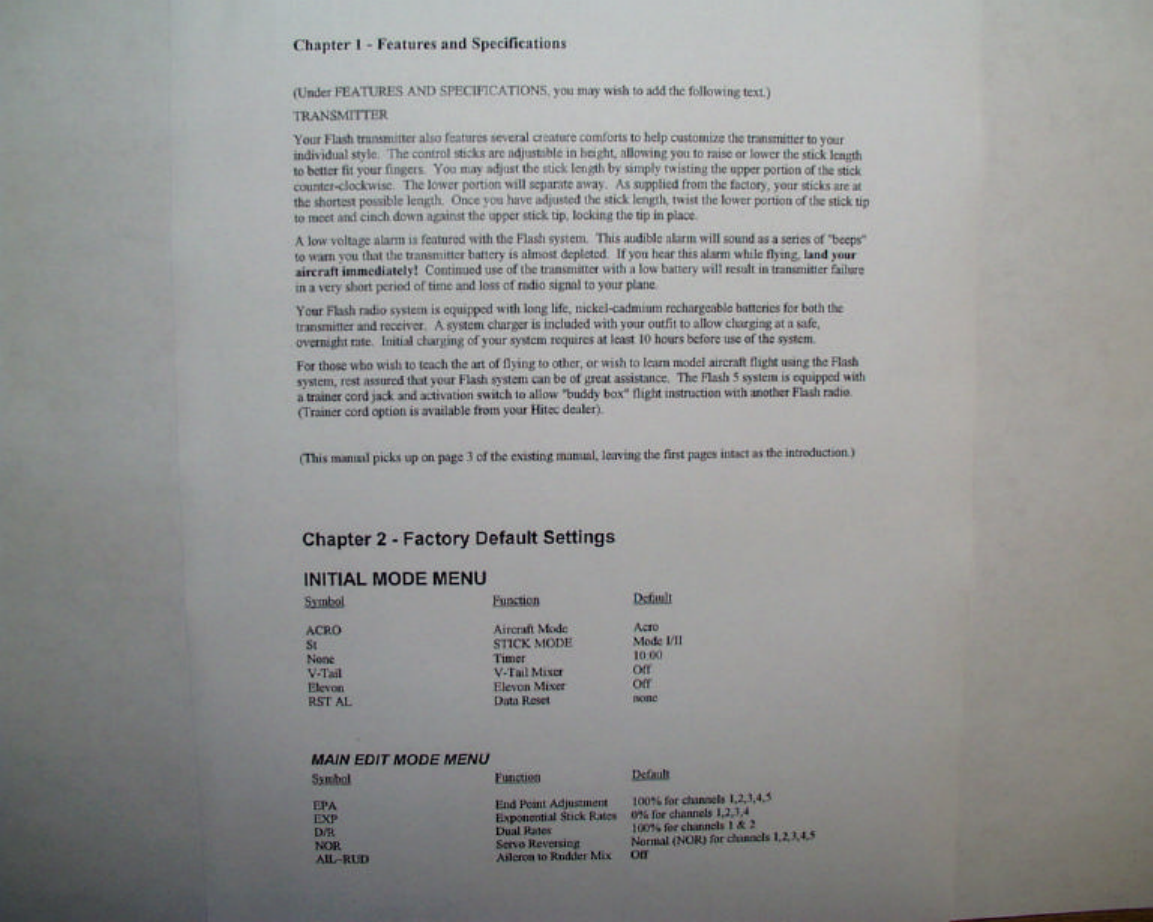 Chapter 1 - Features and Specifications
(Under FEATURES AND SPECIFICATIONS, you may wish to add the following text.)
TRANSMITTER
Your Flash transmitter also features several creature comforts to help customize the transmitter to your
individual style. The control sticks are adjustable in height, allowing you to raise or lower the stick length
to better fit your fingers. You may adjust the stick length by simply twisting the upper portion of the stick
counter-clockwise. The lower portion will separate away. As supplied from the factory, your sticks are at
the shortest possible length. Once you have adjusted the stick length, twist the lower portion of the stick tip
to meet and cinch down against the upper stick tip, locking the tip in place.
A low voltage alarm is featured with the Flash system. This audible alarm will sound as a series of "beeps"
to warn you that the transmitter battery is almost depleted. If you hear this alarm while flying, land your
aircraft immediately! Continued use of the transmitter with a low battery will result in transmitter failure
in a very short period of time and loss of radio signal to your plane.
Your Flash radio system is equipped with long life, nickel-cadmium rechargeable batteries for both the
transmitter and receiver. A system charger is included with your outfit to allow charging at a safe,
overnight rate. Initial charging of your system requires at least 10 hours before use of the system.
For those who wish to teach the art of flying to other, or wish to learn model aircraft flight using the Flash
system, rest assured that your Flash system can be of great assistance. The Flash 5 system is equipped with
a trainer cord jack and activation switch to allow "buddy box" flight instruction with another Flash radio.
(Trainer cord option is available from your Hitec dealer).
(This manual picks up on page 3 of the existing manual, leaving the first pages intact as the introduction.)
Chapter 2 - Factory Default Settings
INITIAL MODE MENU
Symbol Function Default
ACRO Aircraft Mode Acro
St STICK MODE Mode I/II
None Timer 10:00
V-Tail V-Tail Mixer Off
Elevon Elevon Mixer Off
RST AL Data Reset none
MAIN EDIT MODE MENU
Symbol Function Default
EPA End Point Adjustment 100% for channels 1,2,3,4,5
EXP Exponential Stick Rates 0% for channels 1,2,3,4
D/R Dual Rates 100% for channels 1 & 2
NOR Servo Reversing Normal (NOR) for channels 1,2,3,4,5
AIL-RUD Aileron to Rudder Mix Off